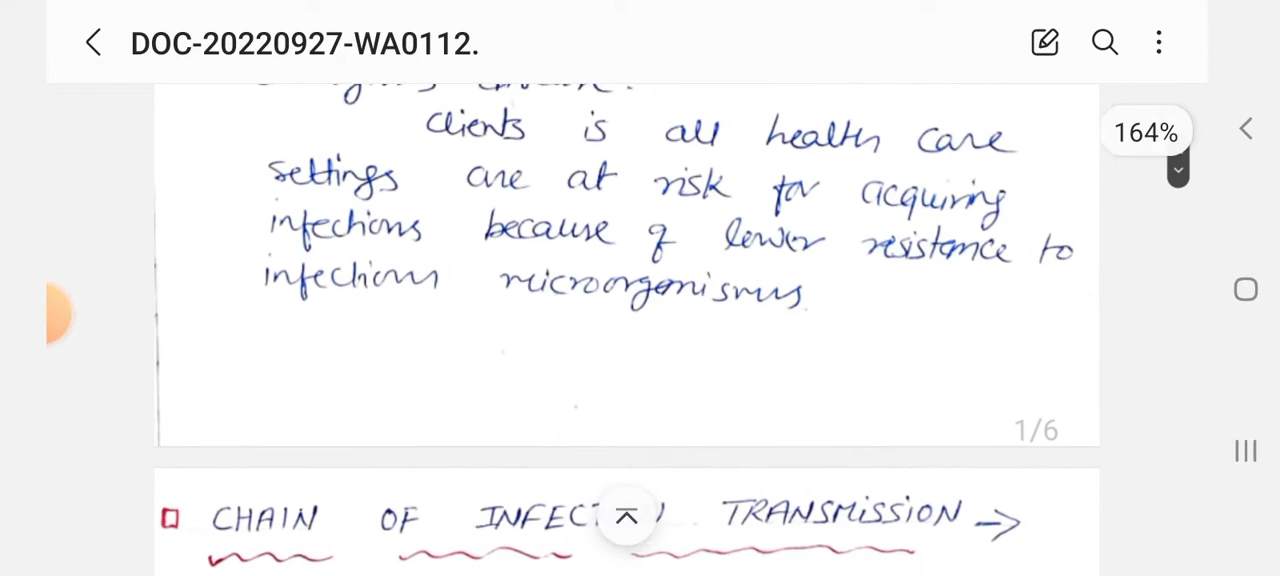 DOC-20220927-WA0112.
164%
clients is all health care
settings are at risk for acquiring
infections because of lower resistance to
infections microorganisms
1/6
CHAIN OF TRANSMISSION →